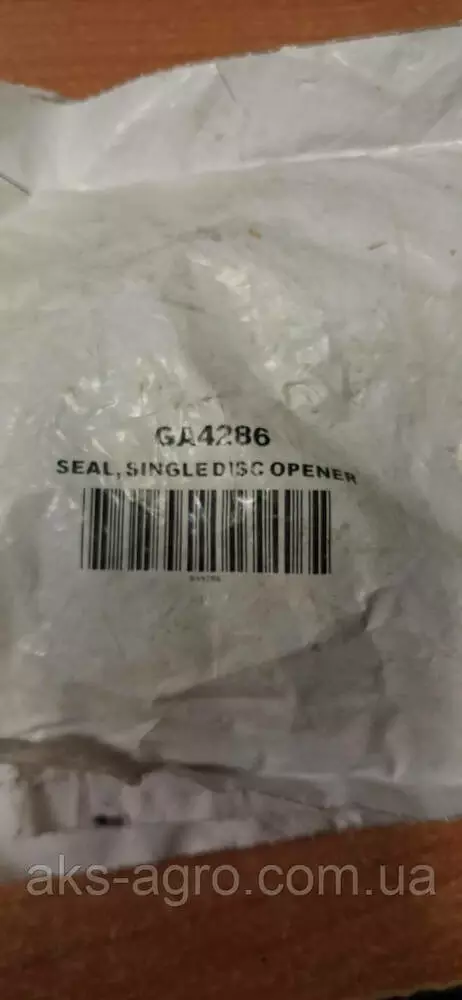 GA4286
SEAL, SINGLE DISC OPENER
aks-agro.com.ua